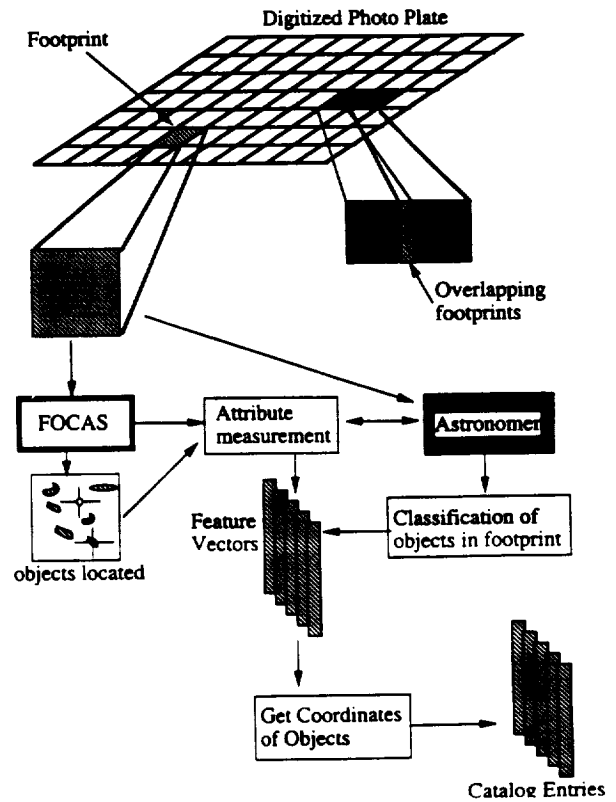 Digitized Photo Plate
Footprint
Overlapping
footprints
FOCAS
Attribute
measurement
Astronomer
objects located
Feature
Vectors
Classification of
objects in footprint
Get Coordinates
of Objects
Catalog Entries